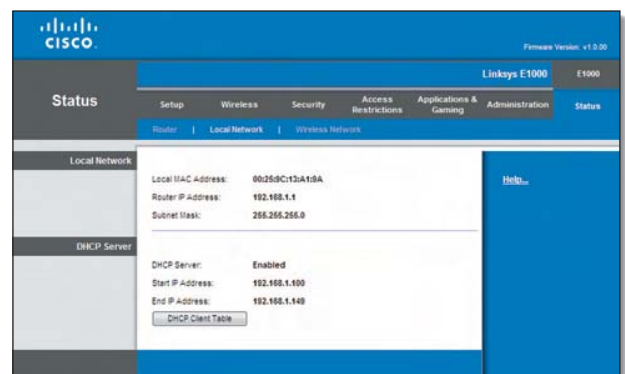 CISCO
Firmware Version: v1.0.00
Linksys E1000 E1000
Status
Setup Wireless Security Access Restrictions Applications & Gaming Administration Status
Router | Local Network | Wireless Network
Local Network
Local MAC Address: 00:25:9C:13:A1:9A
Router IP Address: 192.168.1.1
Subnet Mask: 255.255.255.0
Help...
DHCP Server
DHCP Server: Enabled
Start IP Address: 192.168.1.100
End IP Address: 192.168.1.149
DHCP Client Table